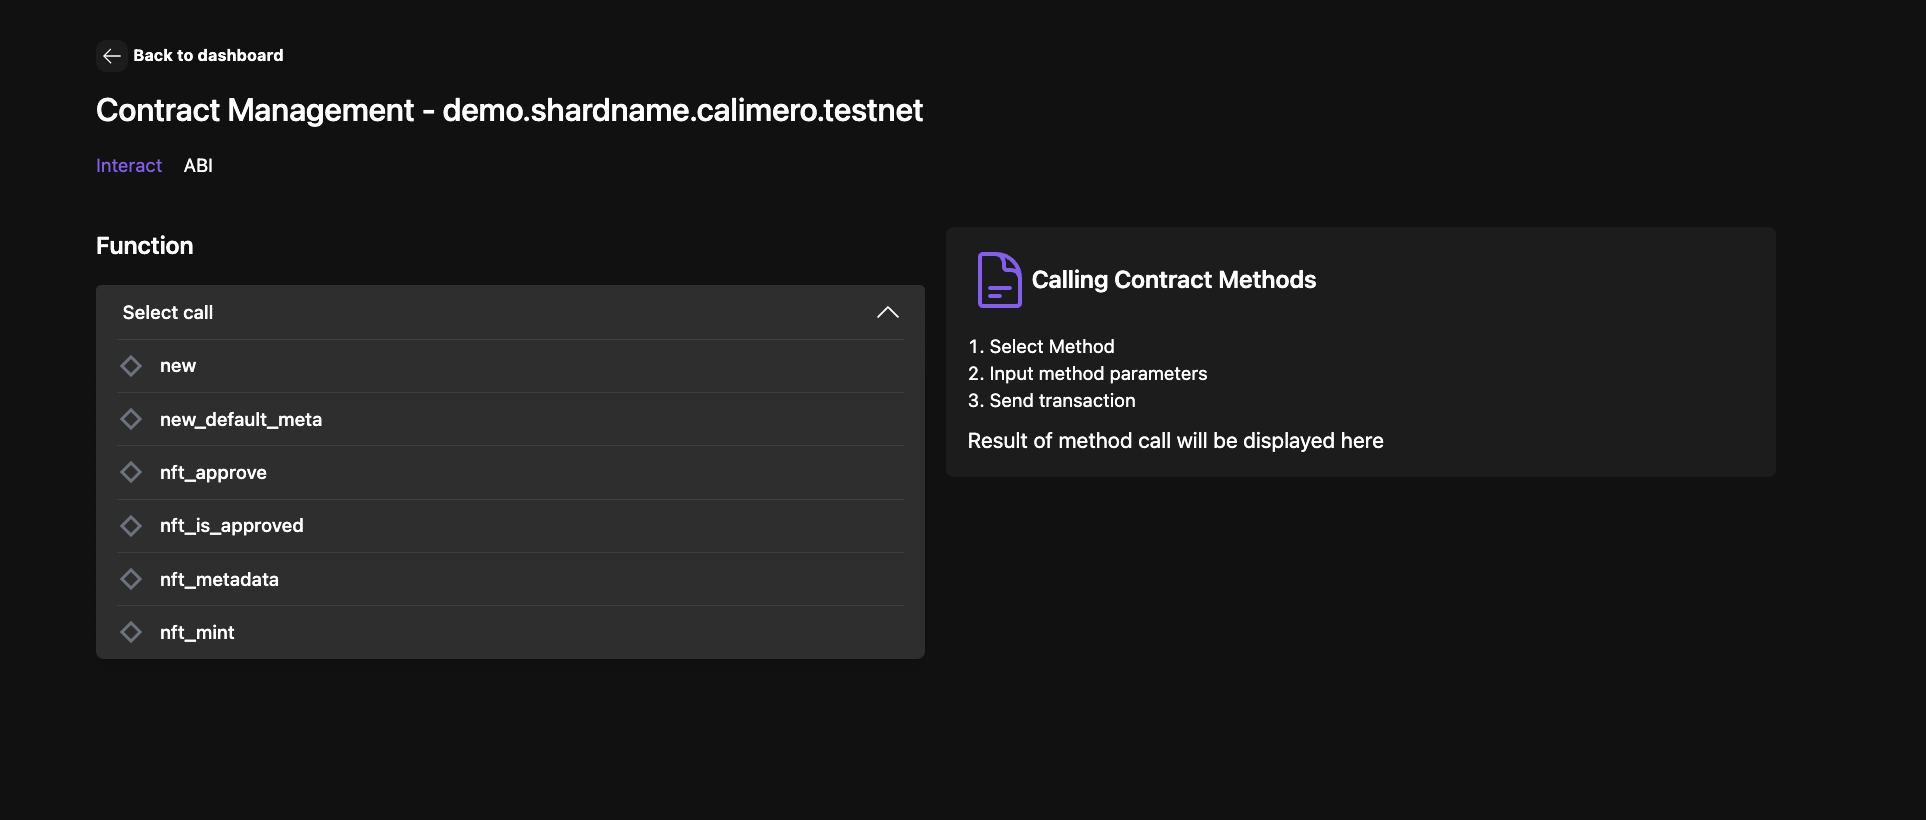 Back to dashboard
Contract Management - demo.shardname.calimero.testnet
Interact ABI
Function
Select call
new
new_default_meta
nft_approve
nft_is_approved
nft_metadata
nft_mint
Calling Contract Methods
1. Select Method
2. Input method parameters
3. Send transaction
Result of method call will be displayed here